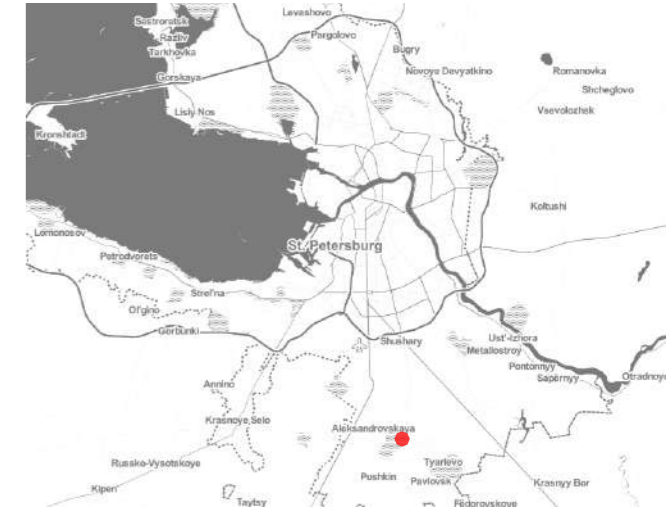 Levashovo
Sestroretsk
Pargolovo
Razliv
Tarkhovka
Bugry
Gorskaya
Novoye Devyatkino
Romanovka
Shcheglovo
Lisiy Nos
Vsevolozhsk
Kronshtadt
Koltushi
Lomonosov
St. Petersburg
Petrodvorets
Strel'na
Ol'gino
Gorbunki
Ust'-Izhora
Shushary
Metallostroy
Pontonnyy
Sapërnyy
Otradnoye
Annino
Krasnoye Selo
Aleksandrovskaya
Russko-Vysotskoye
Tyarlevo
Pushkin
Pavlovsk
Krasnyy Bor
Kipen
Taytsy
Fëdorovskoye